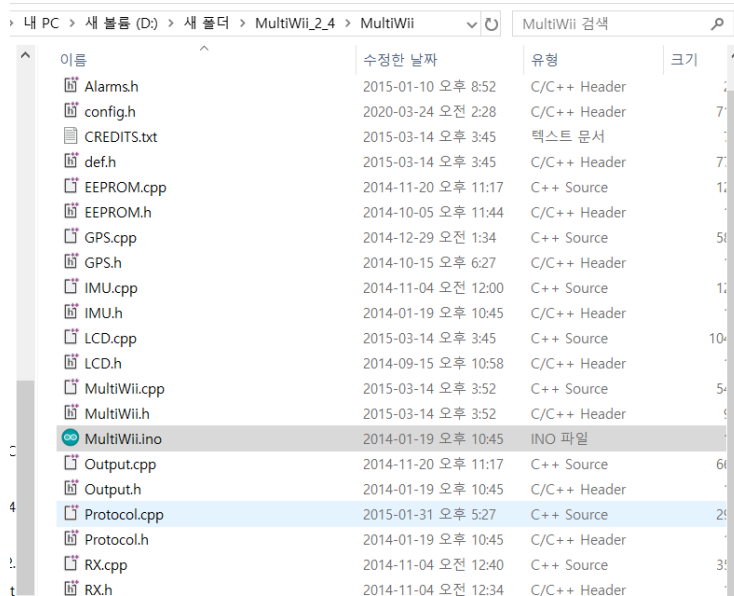 내 PC > 새 볼륨 (D:) > 새 폴더 > MultiWii_2_4 > MultiWii MultiWii 검색
이름 수정한 날짜 유형 크기
Alarms.h 2015-01-10 오후 8:52 C/C++ Header
config.h 2020-03-24 오전 2:28 C/C++ Header
CREDITS.txt 2015-03-14 오후 3:45 텍스트 문서
def.h 2015-03-14 오후 3:45 C/C++ Header
EEPROM.cpp 2014-11-20 오후 11:17 C++ Source
EEPROM.h 2014-10-05 오후 11:44 C/C++ Header
GPS.cpp 2014-12-29 오전 1:34 C++ Source
GPS.h 2014-10-15 오후 6:27 C/C++ Header
IMU.cpp 2014-11-04 오전 12:00 C++ Source
IMU.h 2014-01-19 오후 10:45 C/C++ Header
LCD.cpp 2015-03-14 오후 3:45 C++ Source
LCD.h 2014-09-15 오후 10:58 C/C++ Header
MultiWii.cpp 2015-03-14 오후 3:52 C++ Source
MultiWii.h 2015-03-14 오후 3:52 C/C++ Header
MultiWii.ino 2014-01-19 오후 10:45 INO 파일
Output.cpp 2014-11-20 오후 11:17 C++ Source
Output.h 2014-01-19 오후 10:45 C/C++ Header
Protocol.cpp 2015-01-31 오후 5:27 C++ Source
Protocol.h 2014-01-19 오후 10:45 C/C++ Header
RX.cpp 2014-11-04 오전 12:40 C++ Source
RX.h 2014-11-04 오전 12:34 C/C++ Header